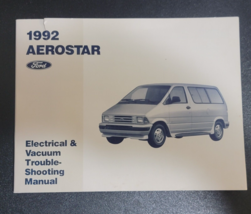 1992
AEROSTAR
Ford
Electrical &
Vacuum
Trouble-
Shooting
Manual